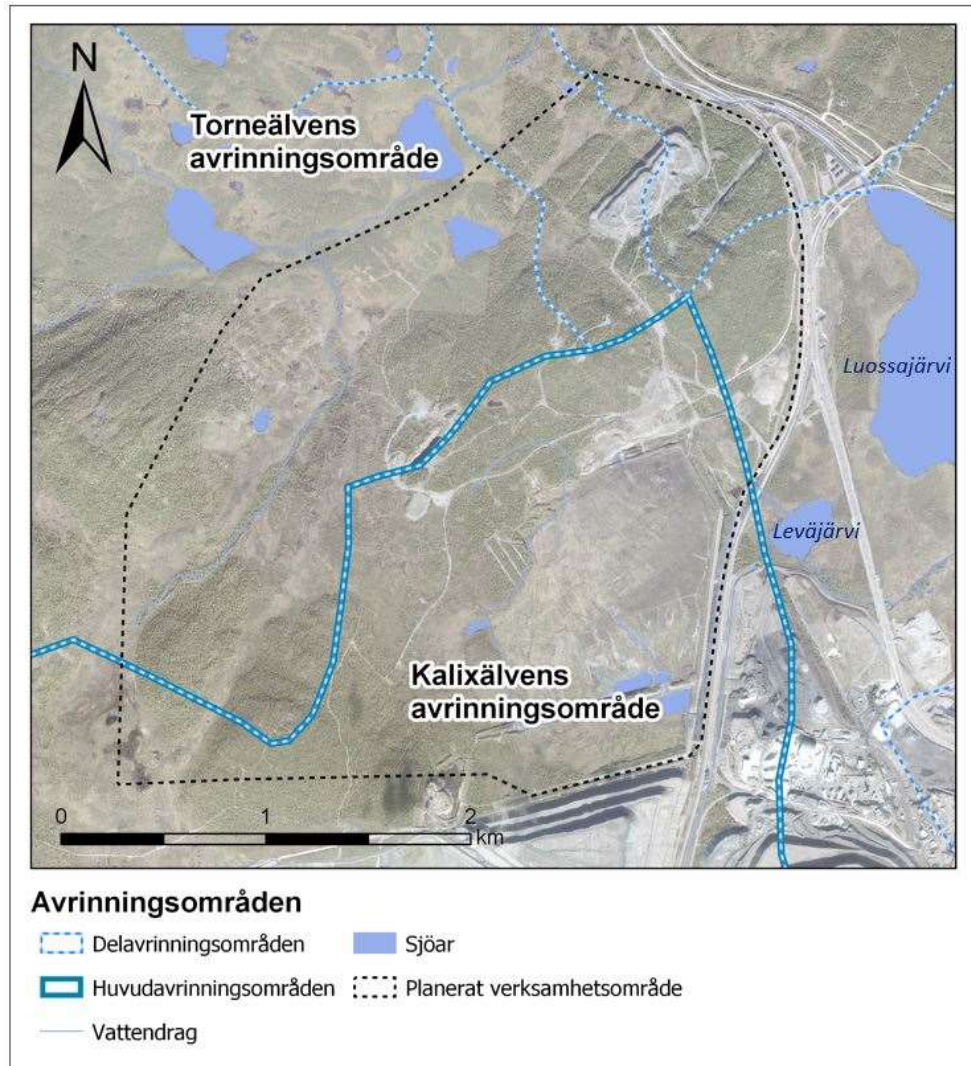 N
Torneälvens
avrinningsområde
Luossajärvi
Leväjärvi
Kalixälvens
avrinningsområde
0 1 2
km
Avrinningsområden
Delavrinningsområden
Sjöar
Huvudavrinningsområden
Planerat verksamhetsområde
Vattendrag